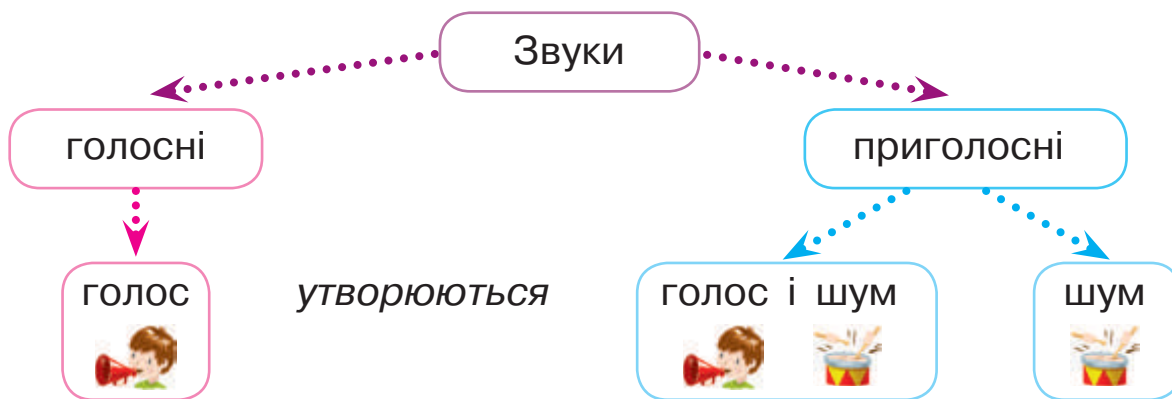 Звуки
голосні
приголосні
голос
утворюються
голос і шум
шум